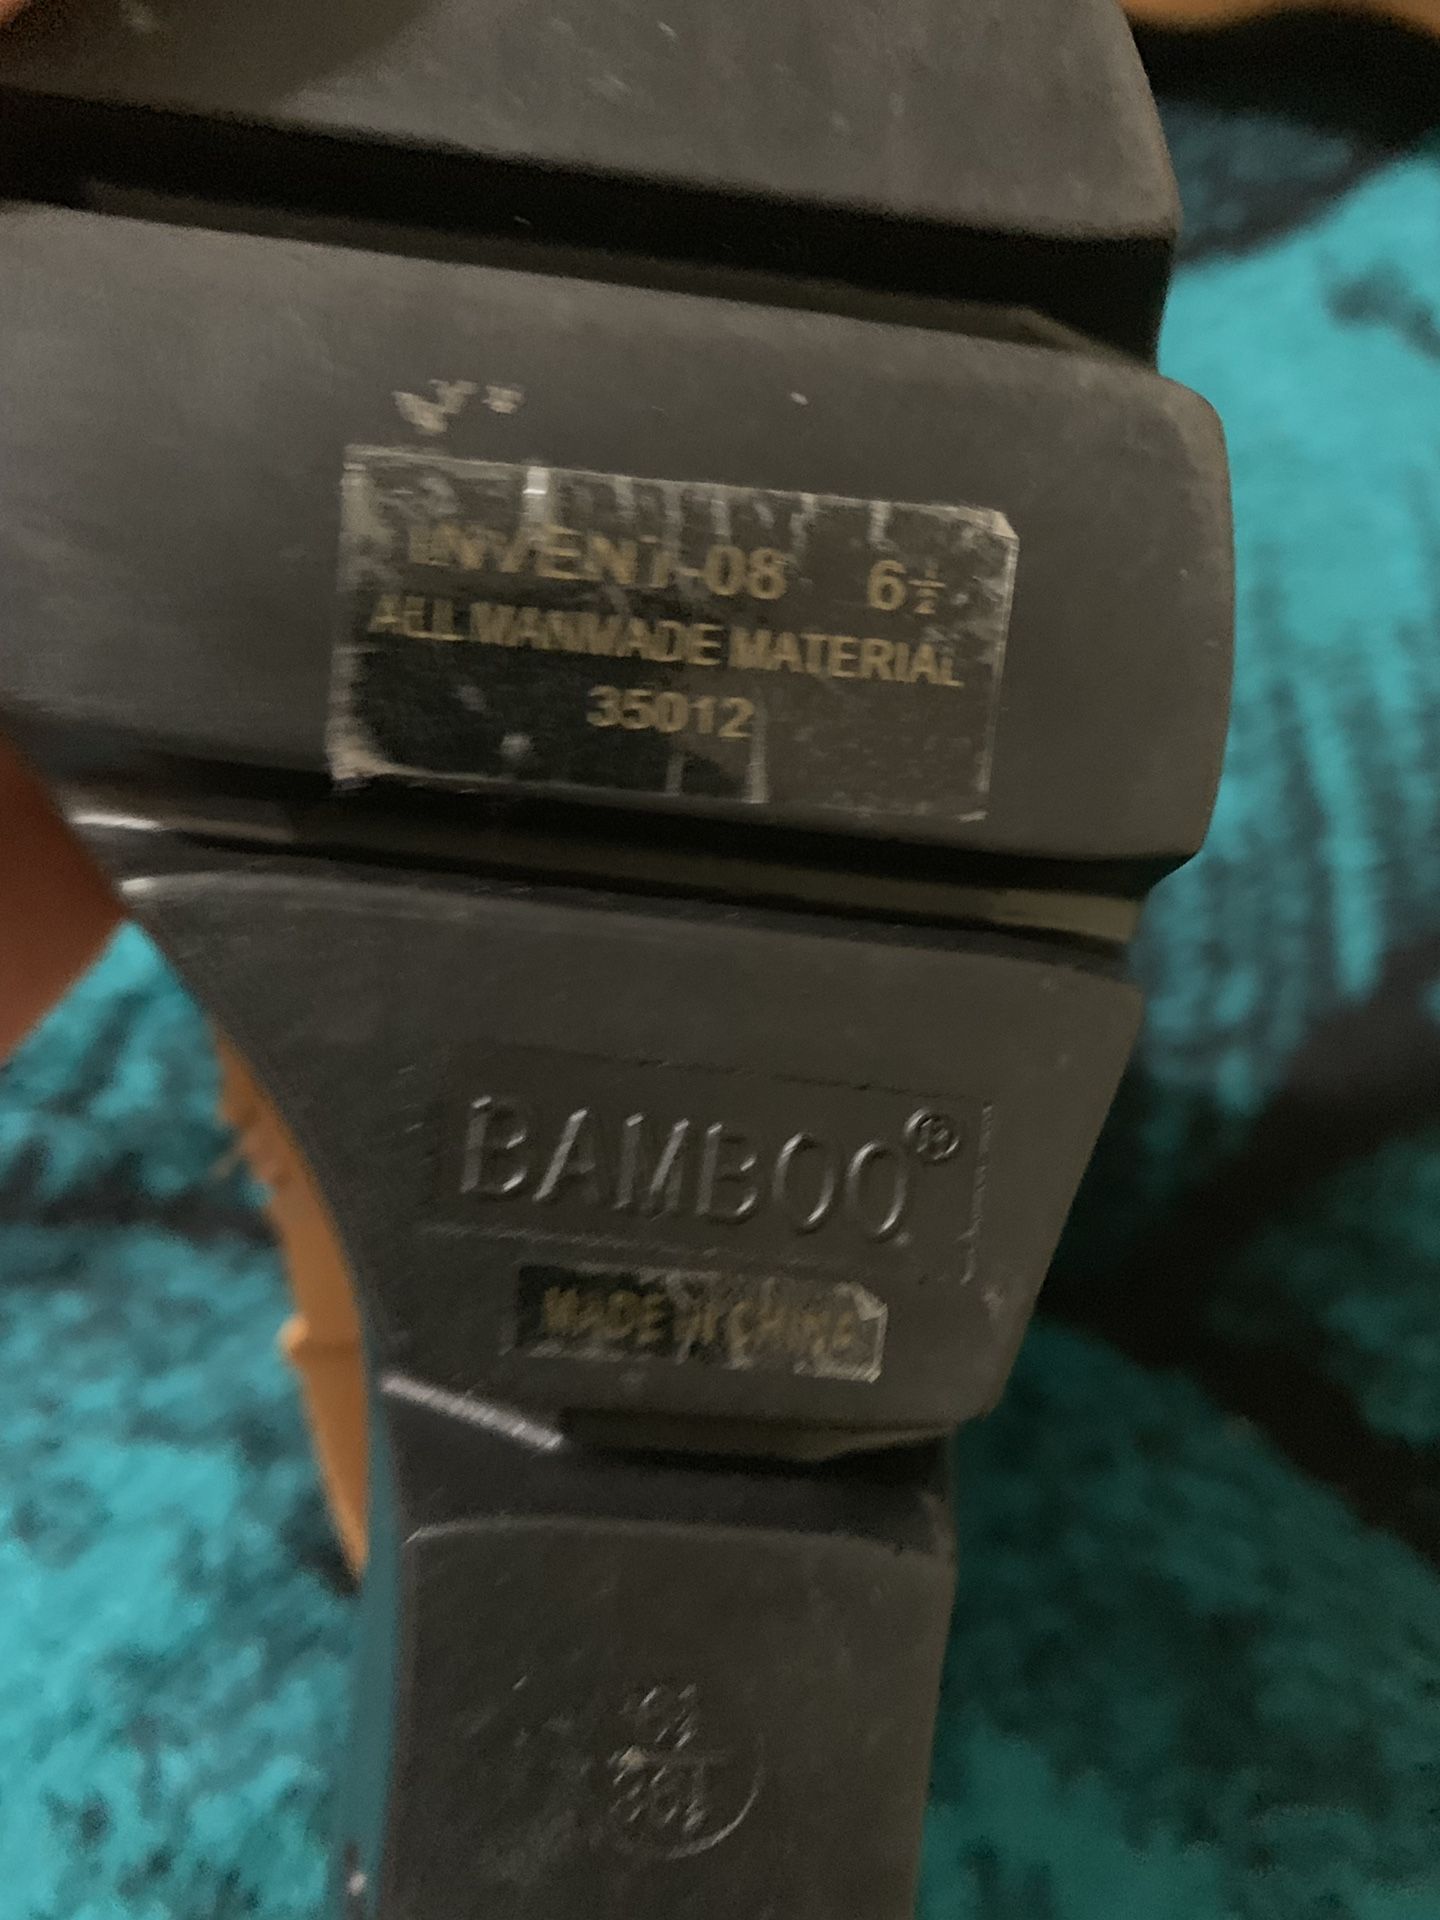 INVENT-08 6½
ALL MANMADE MATERIAL
35012
BAMBOO®
MADE IN CHINA